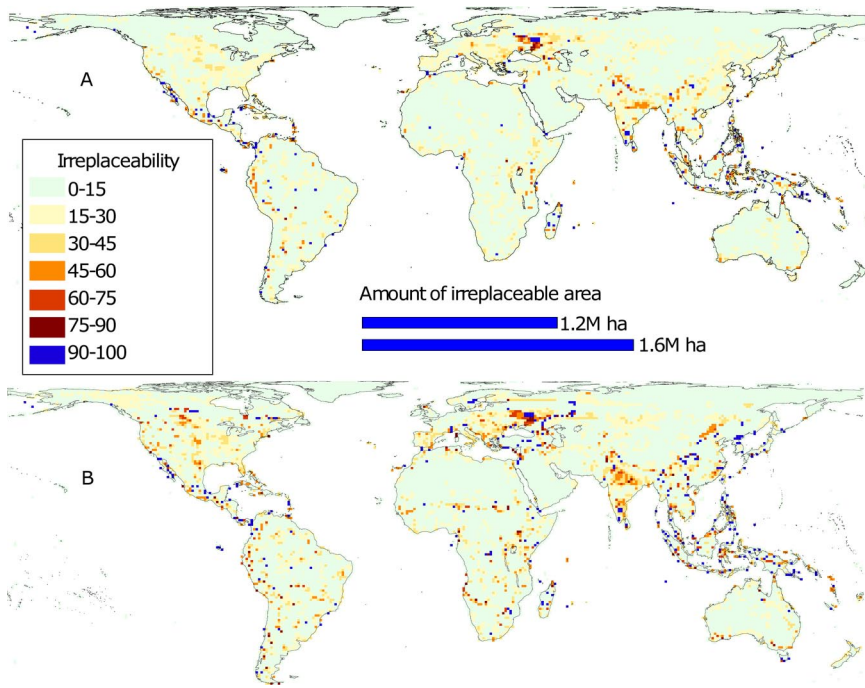 A
Irreplaceability
0-15
15-30
30-45
45-60
60-75
75-90
90-100
Amount of irreplaceable area
1.2M ha
1.6M ha
B